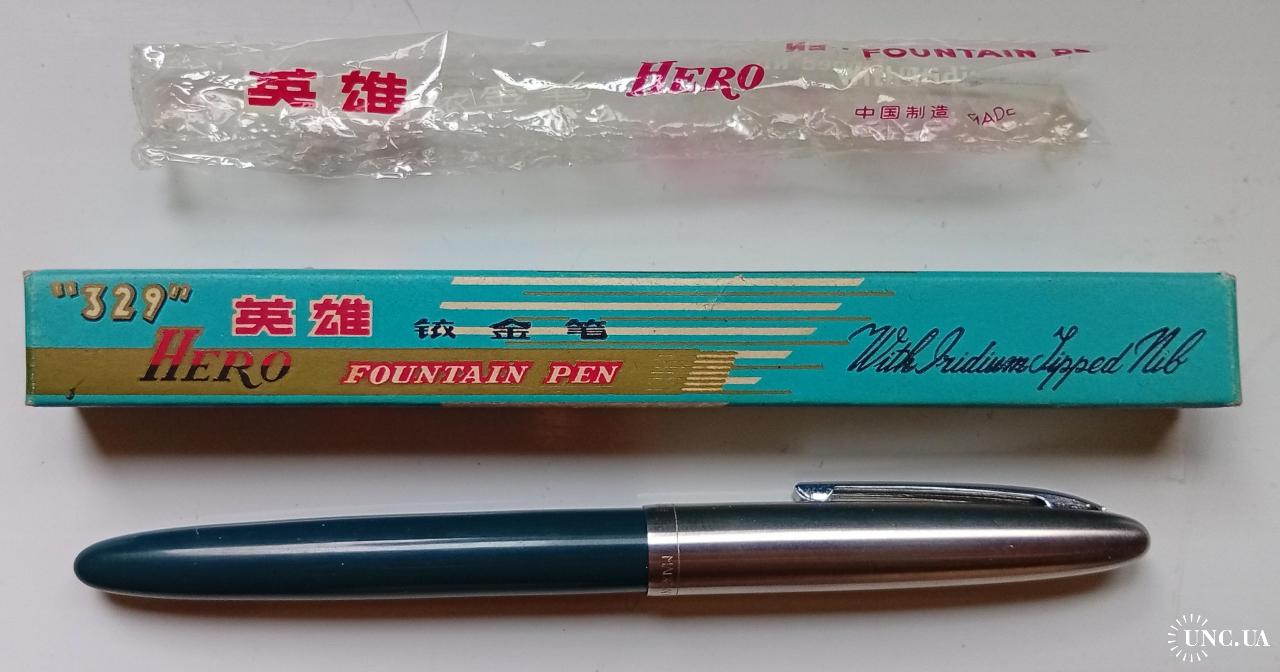 英雄 HERO
FOUNTAIN
中国制造 MADE
"329" 英雄 铱金笔
HERO FOUNTAIN PEN
With Iridium Tipped Nib
UNC.UA